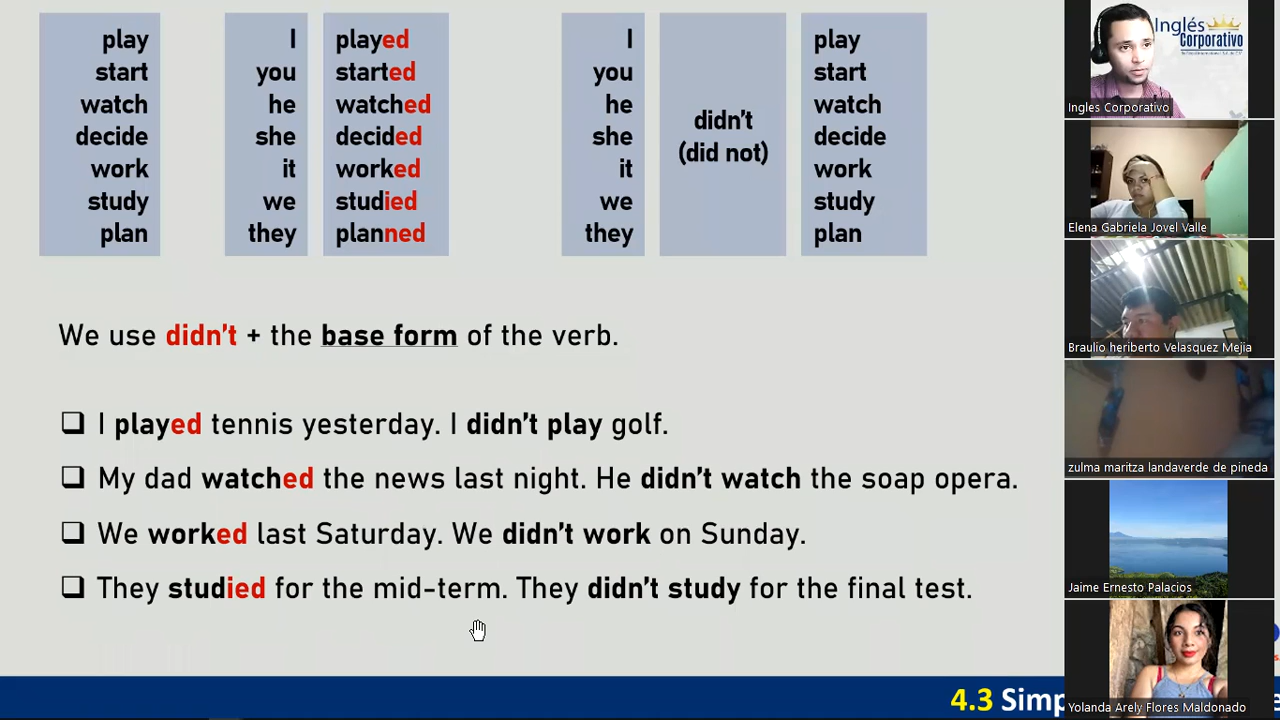 play
start
watch
decide
work
study
plan
I
you
he
she
it
we
they
played
started
watched
decided
worked
studied
planned
I
you
he
she
it
we
they
didn't
(did not)
play
start
watch
decide
work
study
plan
We use didn't + the base form of the verb.
I played tennis yesterday. I didn't play golf.
My dad watched the news last night. He didn't watch the soap opera.
We worked last Saturday. We didn't work on Sunday.
They studied for the mid-term. They didn't study for the final test.
4.3 Simp
Inglés
Corporativo
Ingles Corporativo
Elena Gabriela Jovel Valle
Braulio heriberto Velasquez Mejia
zulma maritza landaverde de pineda
Jaime Ernesto Palacios
Yolanda Arely Flores Maldonado